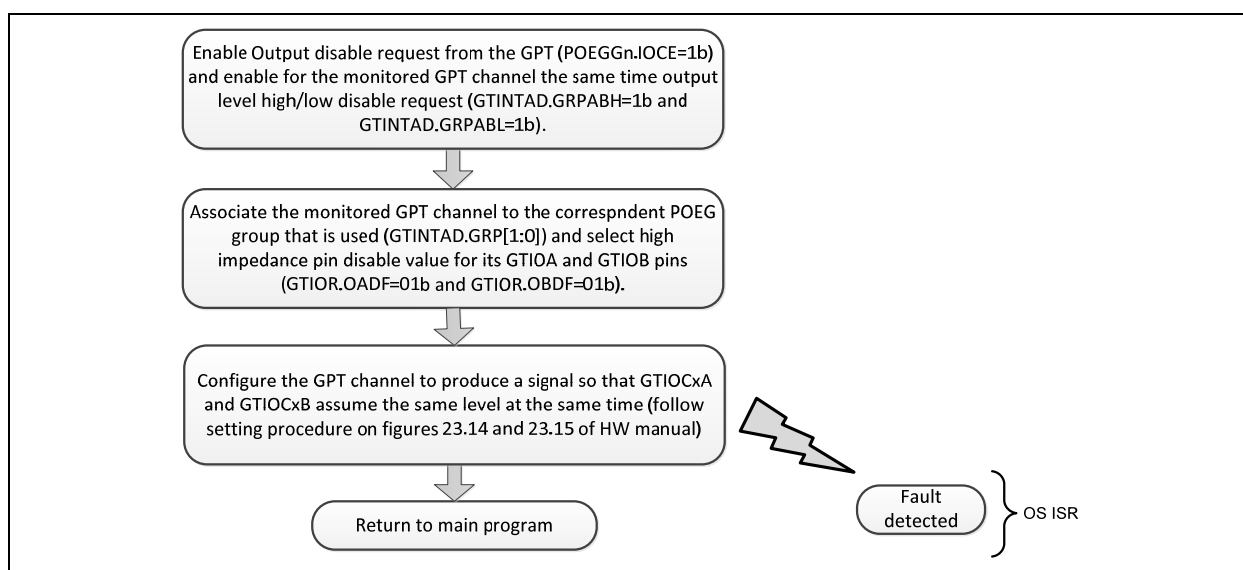 Enable Output disable request from the GPT (POEGGn.IOCE=1b)
and enable for the monitored GPT channel the same time output
level high/low disable request (GTINTAD.GRPABH=1b and
GTINTAD.GRPABL=1b).
Associate the monitored GPT channel to the correspndent POEG
group that is used (GTINTAD.GRP[1:0]) and select high
impedance pin disable value for its GTIOA and GTIOB pins
(GTIOR.OADF=01b and GTIOR.OBDF=01b).
Configure the GPT channel to produce a signal so that GTIOCxA
and GTIOCxB assume the same level at the same time (follow
setting procedure on figures 23.14 and 23.15 of HW manual)
Return to main program
Fault
detected
OS ISR